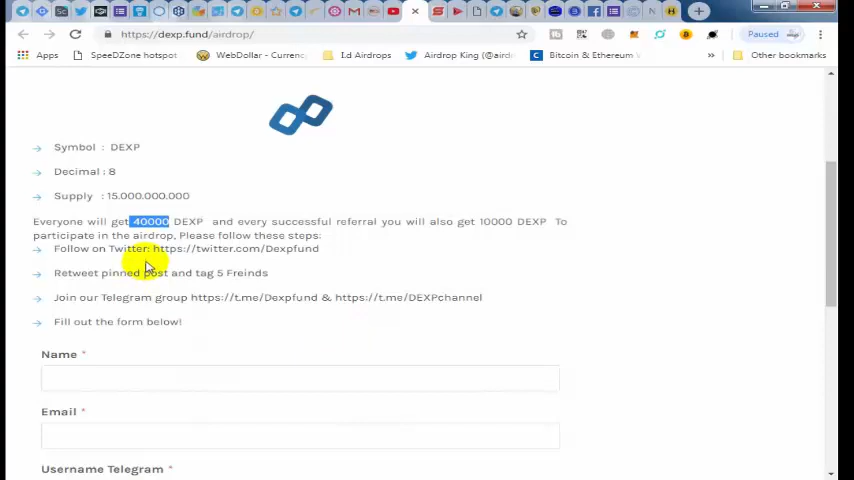 https://dexp.fund/airdrop/
Paused
Apps
SpeedZone hotspot
WebDollar - Currenc
Ld Airdrops
Airdrop King (@aird
Bitcoin & Ethereum
»
Other bookmarks
Symbol : DEXP
Decimal : 8
Supply : 15.000.000.000
Everyone will get 40000 DEXP and every successful referral you will also get 10000 DEXP To
participate in the airdrop, Please follow these steps:
Follow on Twitter: https://twitter.com/Dexpfund
Retweet pinned post and tag 5 Freinds
Join our Telegram group https://t.me/Dexpfund & https://t.me/DEXPchannel
Fill out the form below!
Name *
Email *
Username Telegram *